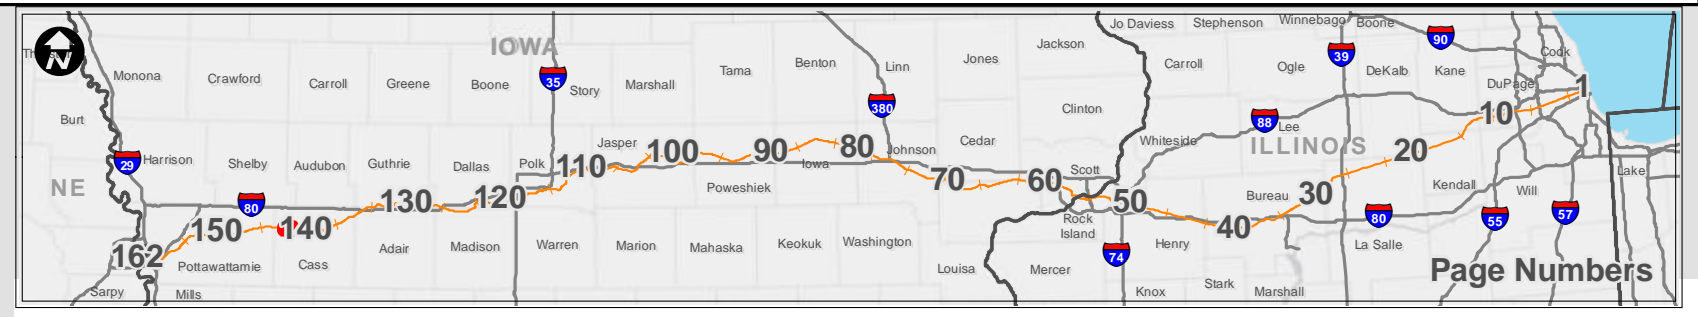 Jo Daviess Stephenson Winnebago Boone
IOWA
N
Monona Crawford Carroll Greene Boone 35 Story Marshall Tama Benton Linn Jones Jackson Carroll Ogle 39 DeKalb 90 Kane Cook
DuPage 1
Burt 380 Clinton 88 Lee 10
Whiteside ILLINOIS 20
29 Harrison Shelby Audubon Guthrie Dallas Polk Jasper 100 90 80 Johnson Cedar Scott
NE 80 110 Poweshiek Iowa 70 60 50 Bureau 30 Kendall Will Lake
162 150 140 130 120
Rock
Island
Pottawattamie Cass Adair Madison Warren Marion Mahaska Keokuk Washington Louisa Mercer 74 Henry 40 La Salle 80 55 57
Sarpy Mills Knox Stark Marshall
Page Numbers